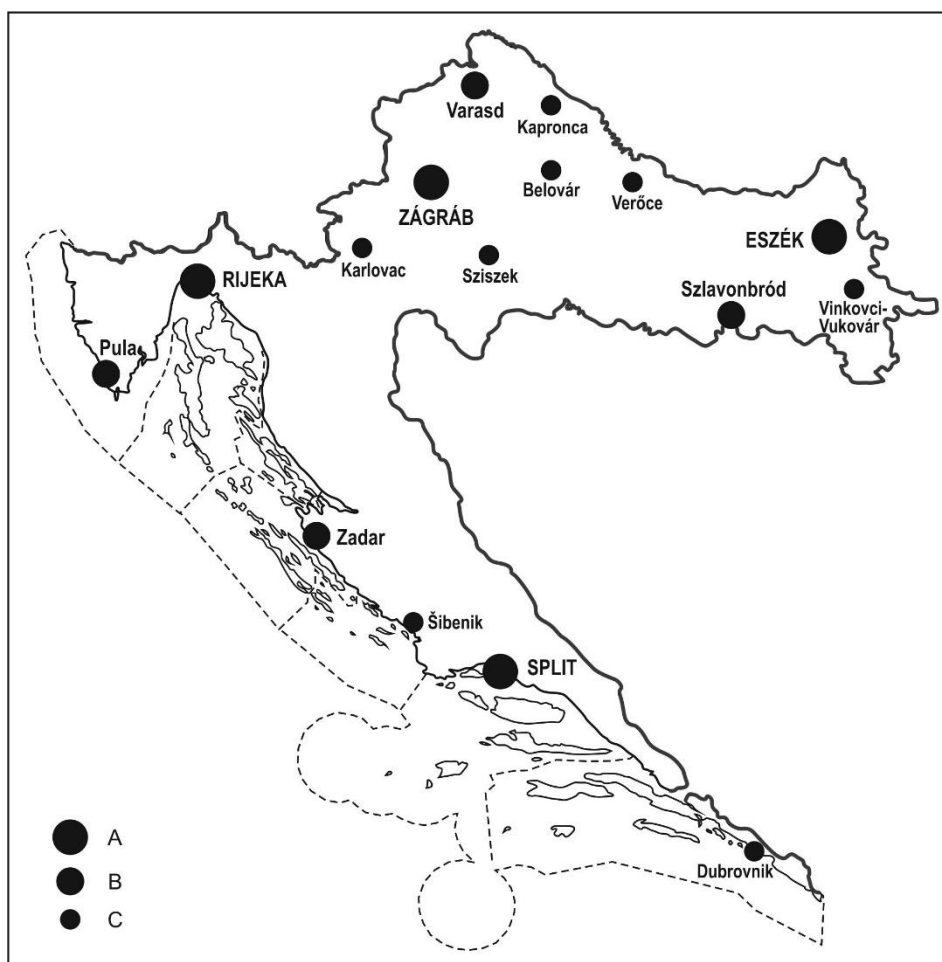 Varasd
Kapronca
Belovár
Verőce
ZÁGRÁB
ESZÉK
Karlovac
Sziszek
RIJEKA
Szlavonbród
Vinkovci-
Vukovár
Pula
Zadar
Šibenik
SPLIT
A
B
C
Dubrovnik